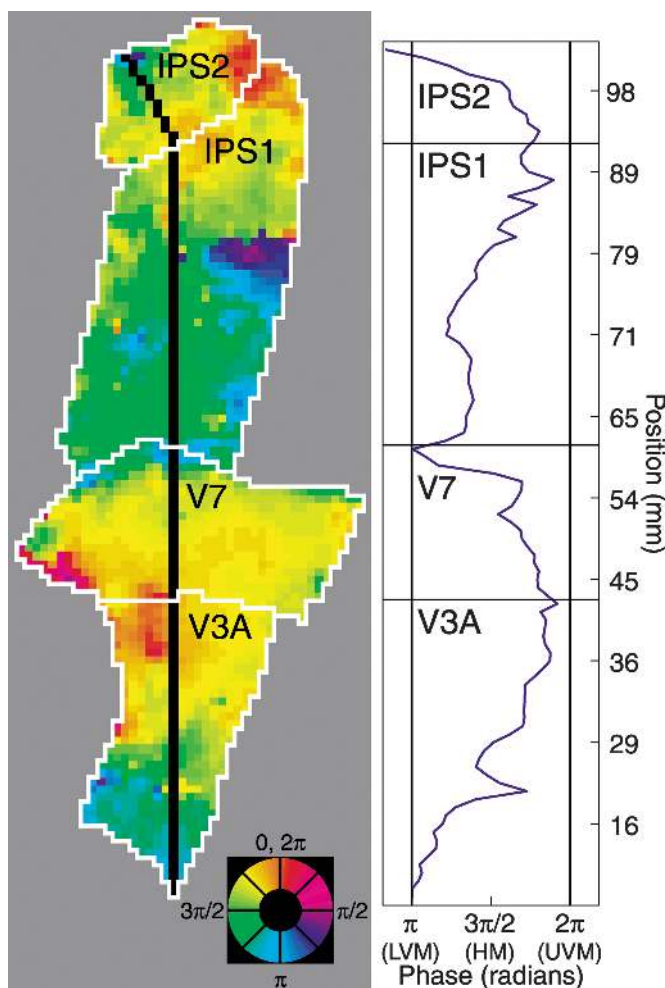 IPS2
IPS1
V7
V3A
0, 2π
3π/2
π/2
π
IPS2
IPS1
V7
V3A
98
89
79
71
65
54
45
36
29
16
Position (mm)
π
3π/2
2π
(LVM)
(HM)
(UVM)
Phase (radians)